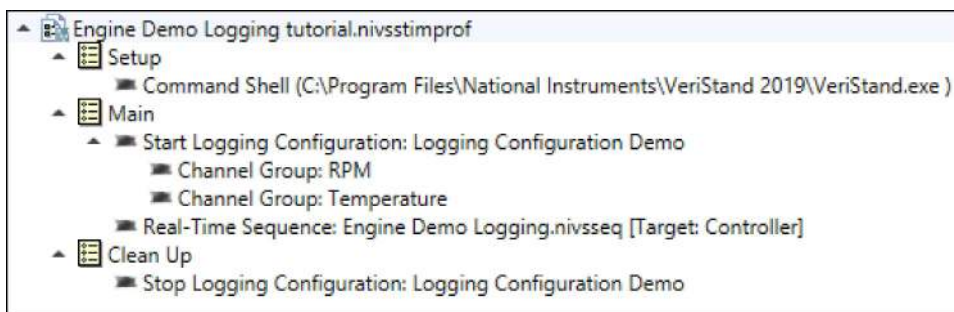 Engine Demo Logging tutorial.nivsstimprof
Setup
Command Shell (C:\Program Files\National Instruments\VeriStand 2019\VeriStand.exe )
Main
Start Logging Configuration: Logging Configuration Demo
Channel Group: RPM
Channel Group: Temperature
Real-Time Sequence: Engine Demo Logging.nivsseq [Target: Controller]
Clean Up
Stop Logging Configuration: Logging Configuration Demo